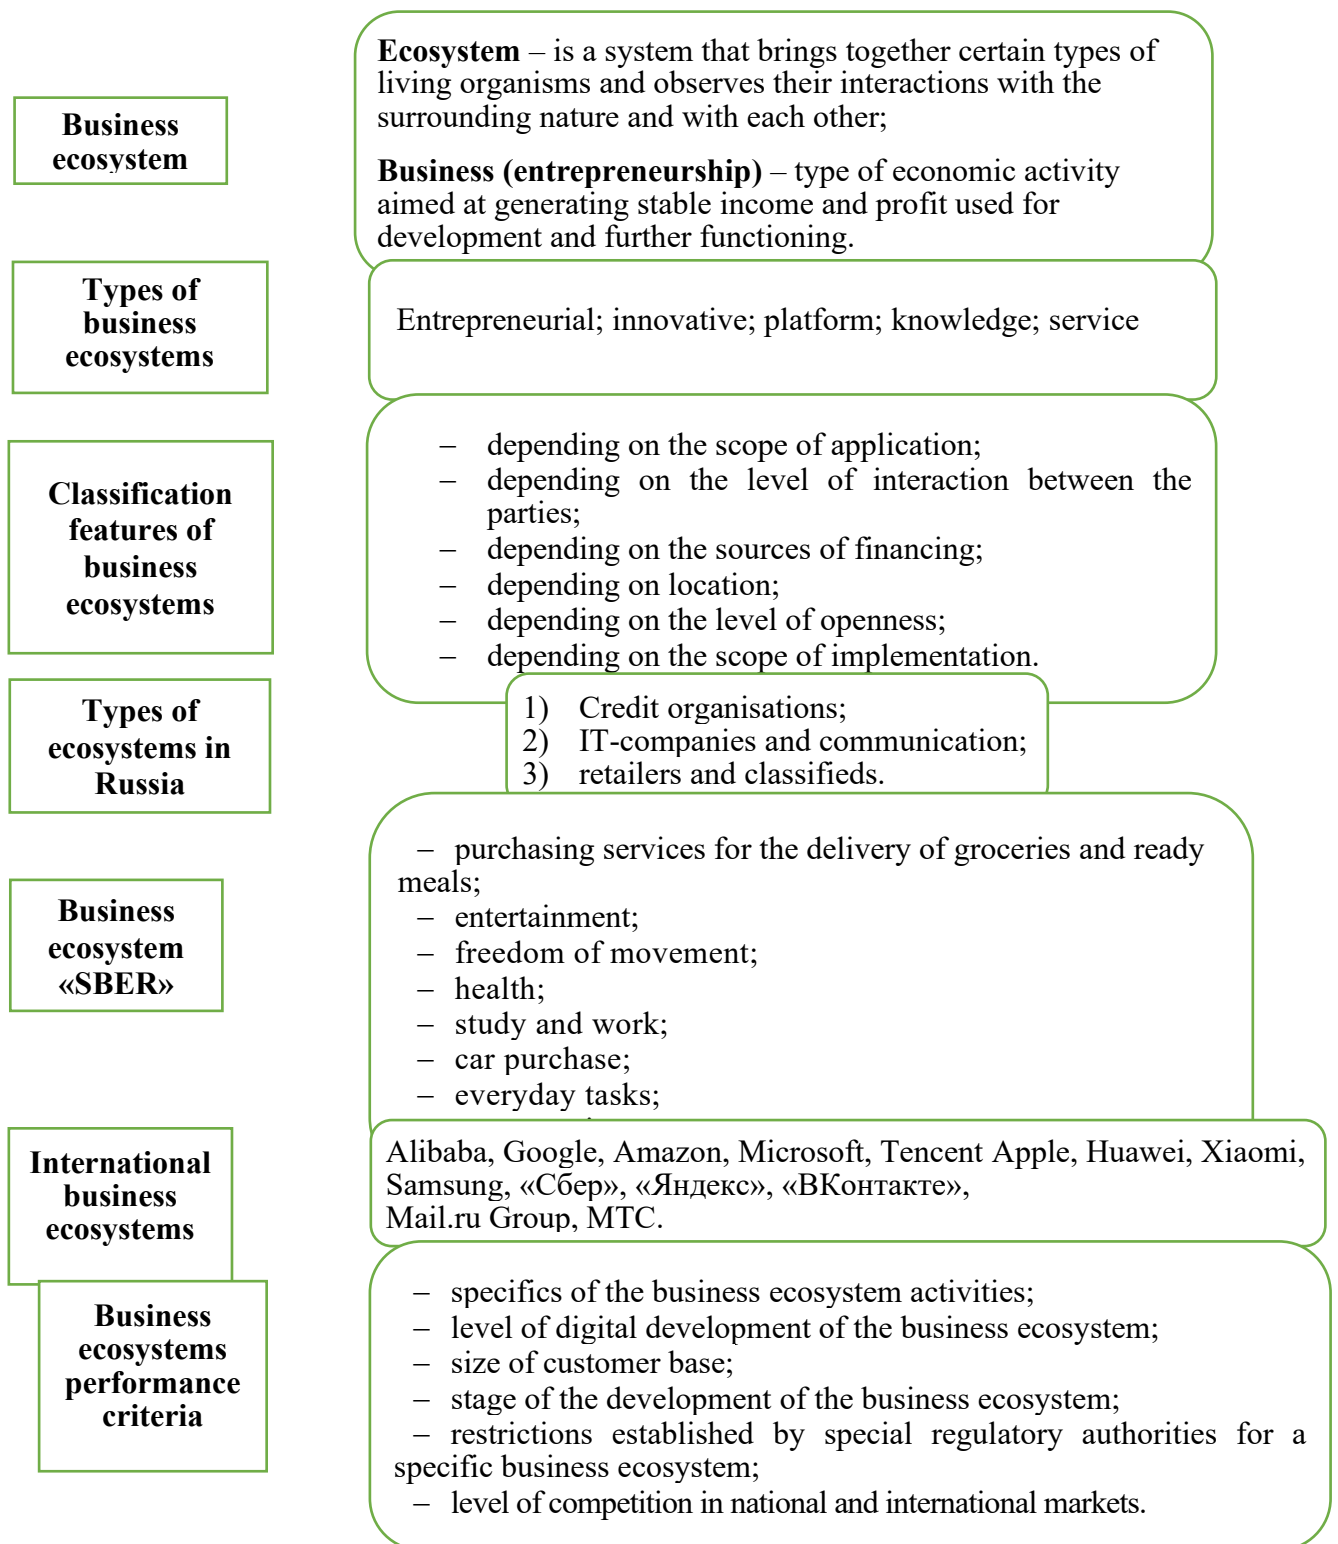 Business
ecosystem
Ecosystem – is a system that brings together certain types of
living organisms and observes their interactions with the
surrounding nature and with each other;
Business (entrepreneurship) – type of economic activity
aimed at generating stable income and profit used for
development and further functioning.
Types of
business
ecosystems
Entrepreneurial; innovative; platform; knowledge; service
Classification
features of
business
ecosystems
– depending on the scope of application;
– depending on the level of interaction between the
parties;
– depending on the sources of financing;
– depending on location;
– depending on the level of openness;
– depending on the scope of implementation.
Types of
ecosystems in
Russia
1) Credit organisations;
2) IT-companies and communication;
3) retailers and classifieds.
Business
ecosystem
«SBER»
– purchasing services for the delivery of groceries and ready
meals;
– entertainment;
– freedom of movement;
– health;
– study and work;
– car purchase;
– everyday tasks;
International
business
ecosystems
Alibaba, Google, Amazon, Microsoft, Tencent Apple, Huawei, Xiaomi,
Samsung, «Сбер», «Яндекс», «ВКонтакте»,
Mail.ru Group, МТС.
Business
ecosystems
performance
criteria
– specifics of the business ecosystem activities;
– level of digital development of the business ecosystem;
– size of customer base;
– stage of the development of the business ecosystem;
– restrictions established by special regulatory authorities for a
specific business ecosystem;
– level of competition in national and international markets.